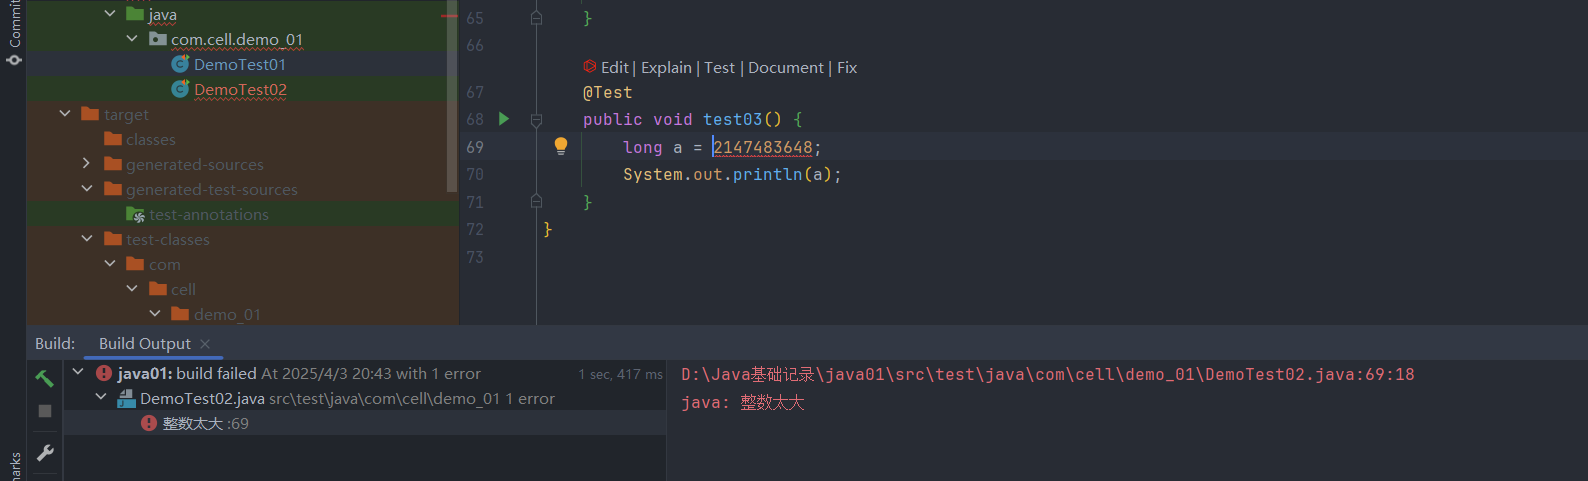 Commit
java
com.cell.demo_01
DemoTest01
DemoTest02
target
classes
generated-sources
generated-test-sources
test-annotations
test-classes
com
cell
demo_01
65 }
66
Edit | Explain | Test | Document | Fix
67 @Test
68 public void test03() {
69 long a = 2147483648;
70 System.out.println(a);
71 }
72 }
73
Build: Build Output
java01: build failed At 2025/4/3 20:43 with 1 error 1 sec, 417 ms
DemoTest02.java src\test\java\com\cell\demo_01 1 error
整数太大 :69
D:\Java基础记录\java01\src\test\java\com\cell\demo_01\DemoTest02.java:69:18
java: 整数太大